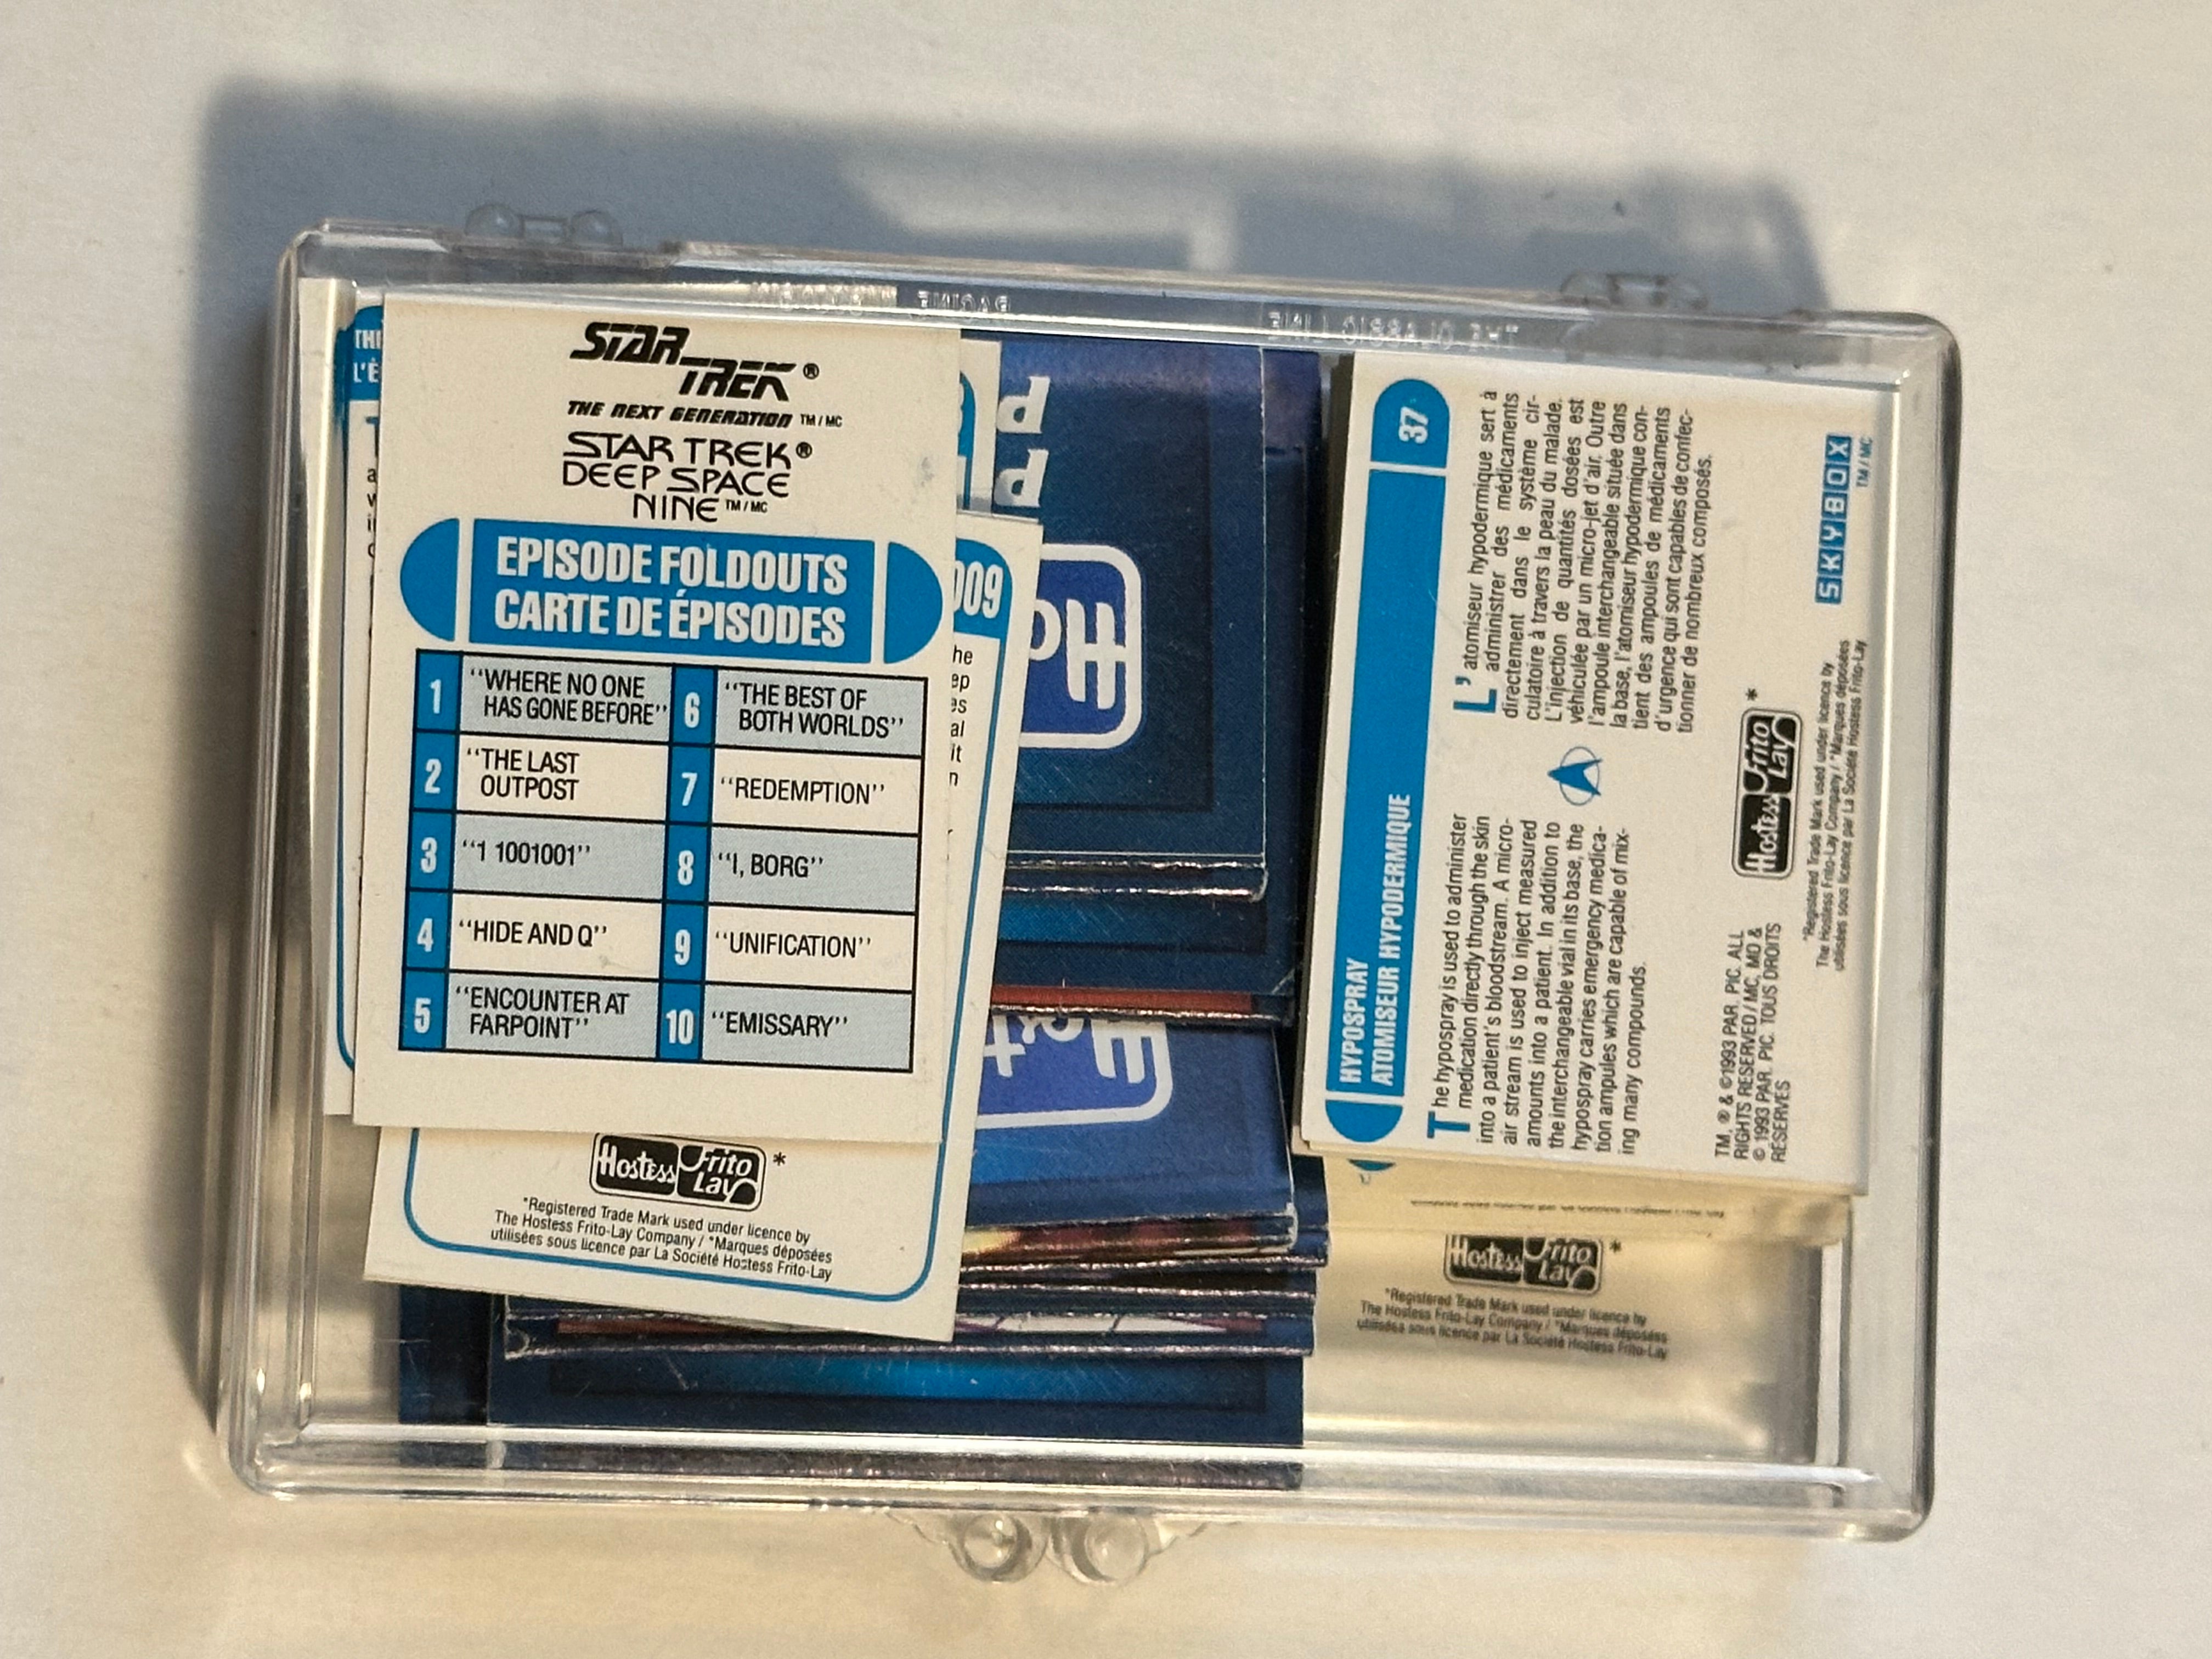 STAR TREK®
THE NEXT GENERATION TM/MC
STAR TREK®
DEEP SPACE
NINE TM/MC
EPISODE FOLDOUTS
CARTE DE ÉPISODES
1 “WHERE NO ONE
HAS GONE BEFORE”
2 “THE LAST
OUTPOST
3 “1 1001001”
4 “HIDE AND Q”
5 “ENCOUNTER AT
FARPOINT”
6 “THE BEST OF
BOTH WORLDS”
7 “REDEMPTION”
8 “I, BORG”
9 “UNIFICATION”
10 “EMISSARY”
009
he
ep
es
al
it
n
Hostess Frito Lay *
*Registered Trade Mark used under licence by
The Hostess Frito-Lay Company / *Marques déposées
utilisées sous licence par La Société Hostess Frito-Lay
TH
L'É
37
HYPOSPRAY
ATOMISEUR HYPODERMIQUE
The hypospray is used to administer
medication directly through the skin
into a patient's bloodstream. A micro-
air stream is used to inject measured
amounts into a patient. In addition to
the interchangeable vial in its base, the
hypospray carries emergency medica-
tion ampules which are capable of mix-
ing many compounds.
L'atomiseur hypodermique sert à
administrer des médicaments
directement dans le système cir-
culatoire à travers la peau du malade.
L'injection de quantités dosées est
véhiculée par un micro-jet d'air. Outre
l'ampoule interchangeable située dans
la base, l'atomiseur hypodermique con-
tient des ampoules de médicaments
d'urgence qui sont capables de confec-
tionner de nombreux composés.
TM, ® & ©1993 PAR. PIC. ALL
RIGHTS RESERVED/MC, MD &
© 1993 PAR. PIC. TOUS DROITS
RÉSERVÉS
Hostess Frito Lay *
*Registered Trade Mark used under licence by
The Hostess Frito-Lay Company / *Marques déposées
utilisées sous licence par La Société Hostess Frito-Lay
SKYBOX
TM/MC
Hostess Frito Lay *
*Registered Trade Mark used under licence by
The Hostess Frito-Lay Company / *Marques déposées
utilisées sous licence par La Société Hostess Frito-Lay